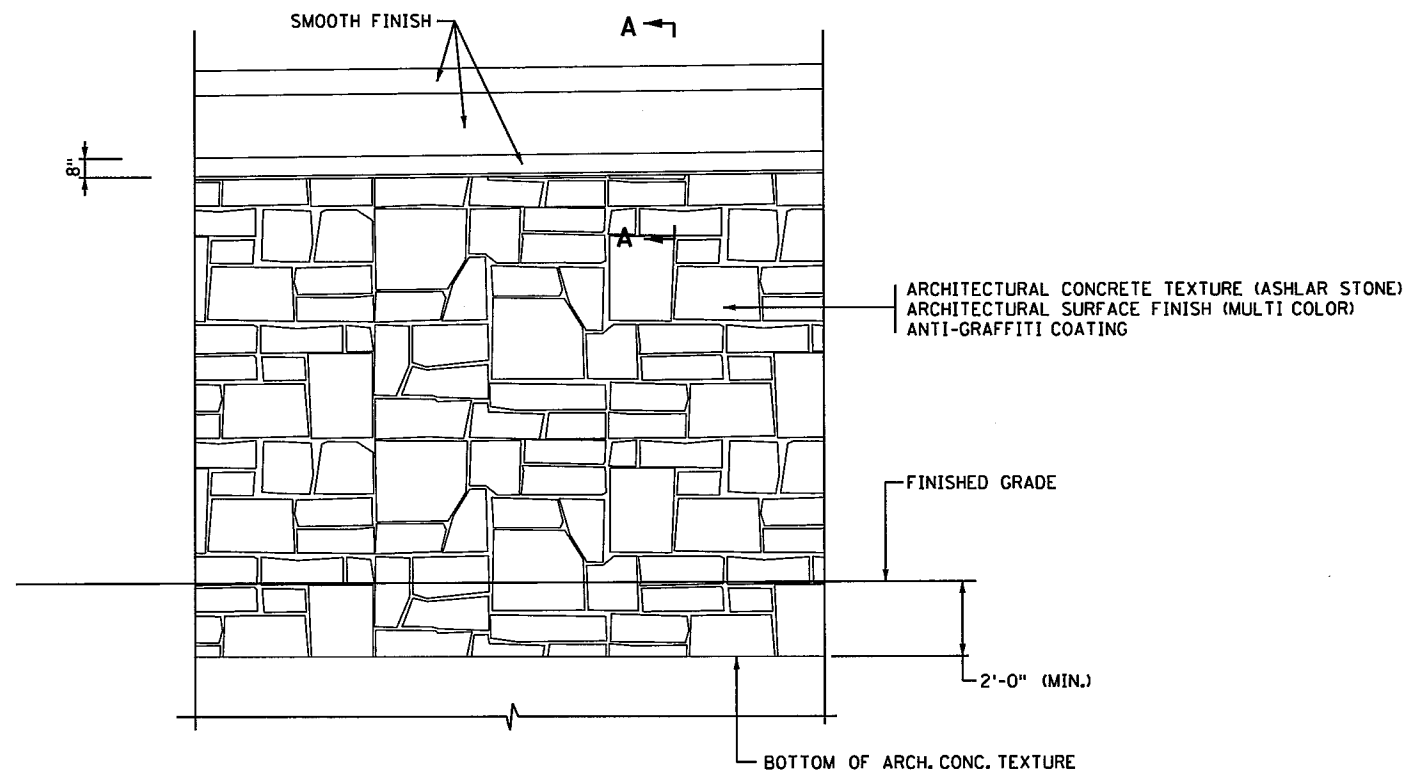 SMOOTH FINISH
A
8"
A
ARCHITECTURAL CONCRETE TEXTURE (ASHLAR STONE)
ARCHITECTURAL SURFACE FINISH (MULTI COLOR)
ANTI-GRAFFITI COATING
FINISHED GRADE
2'-0" (MIN.)
BOTTOM OF ARCH. CONC. TEXTURE